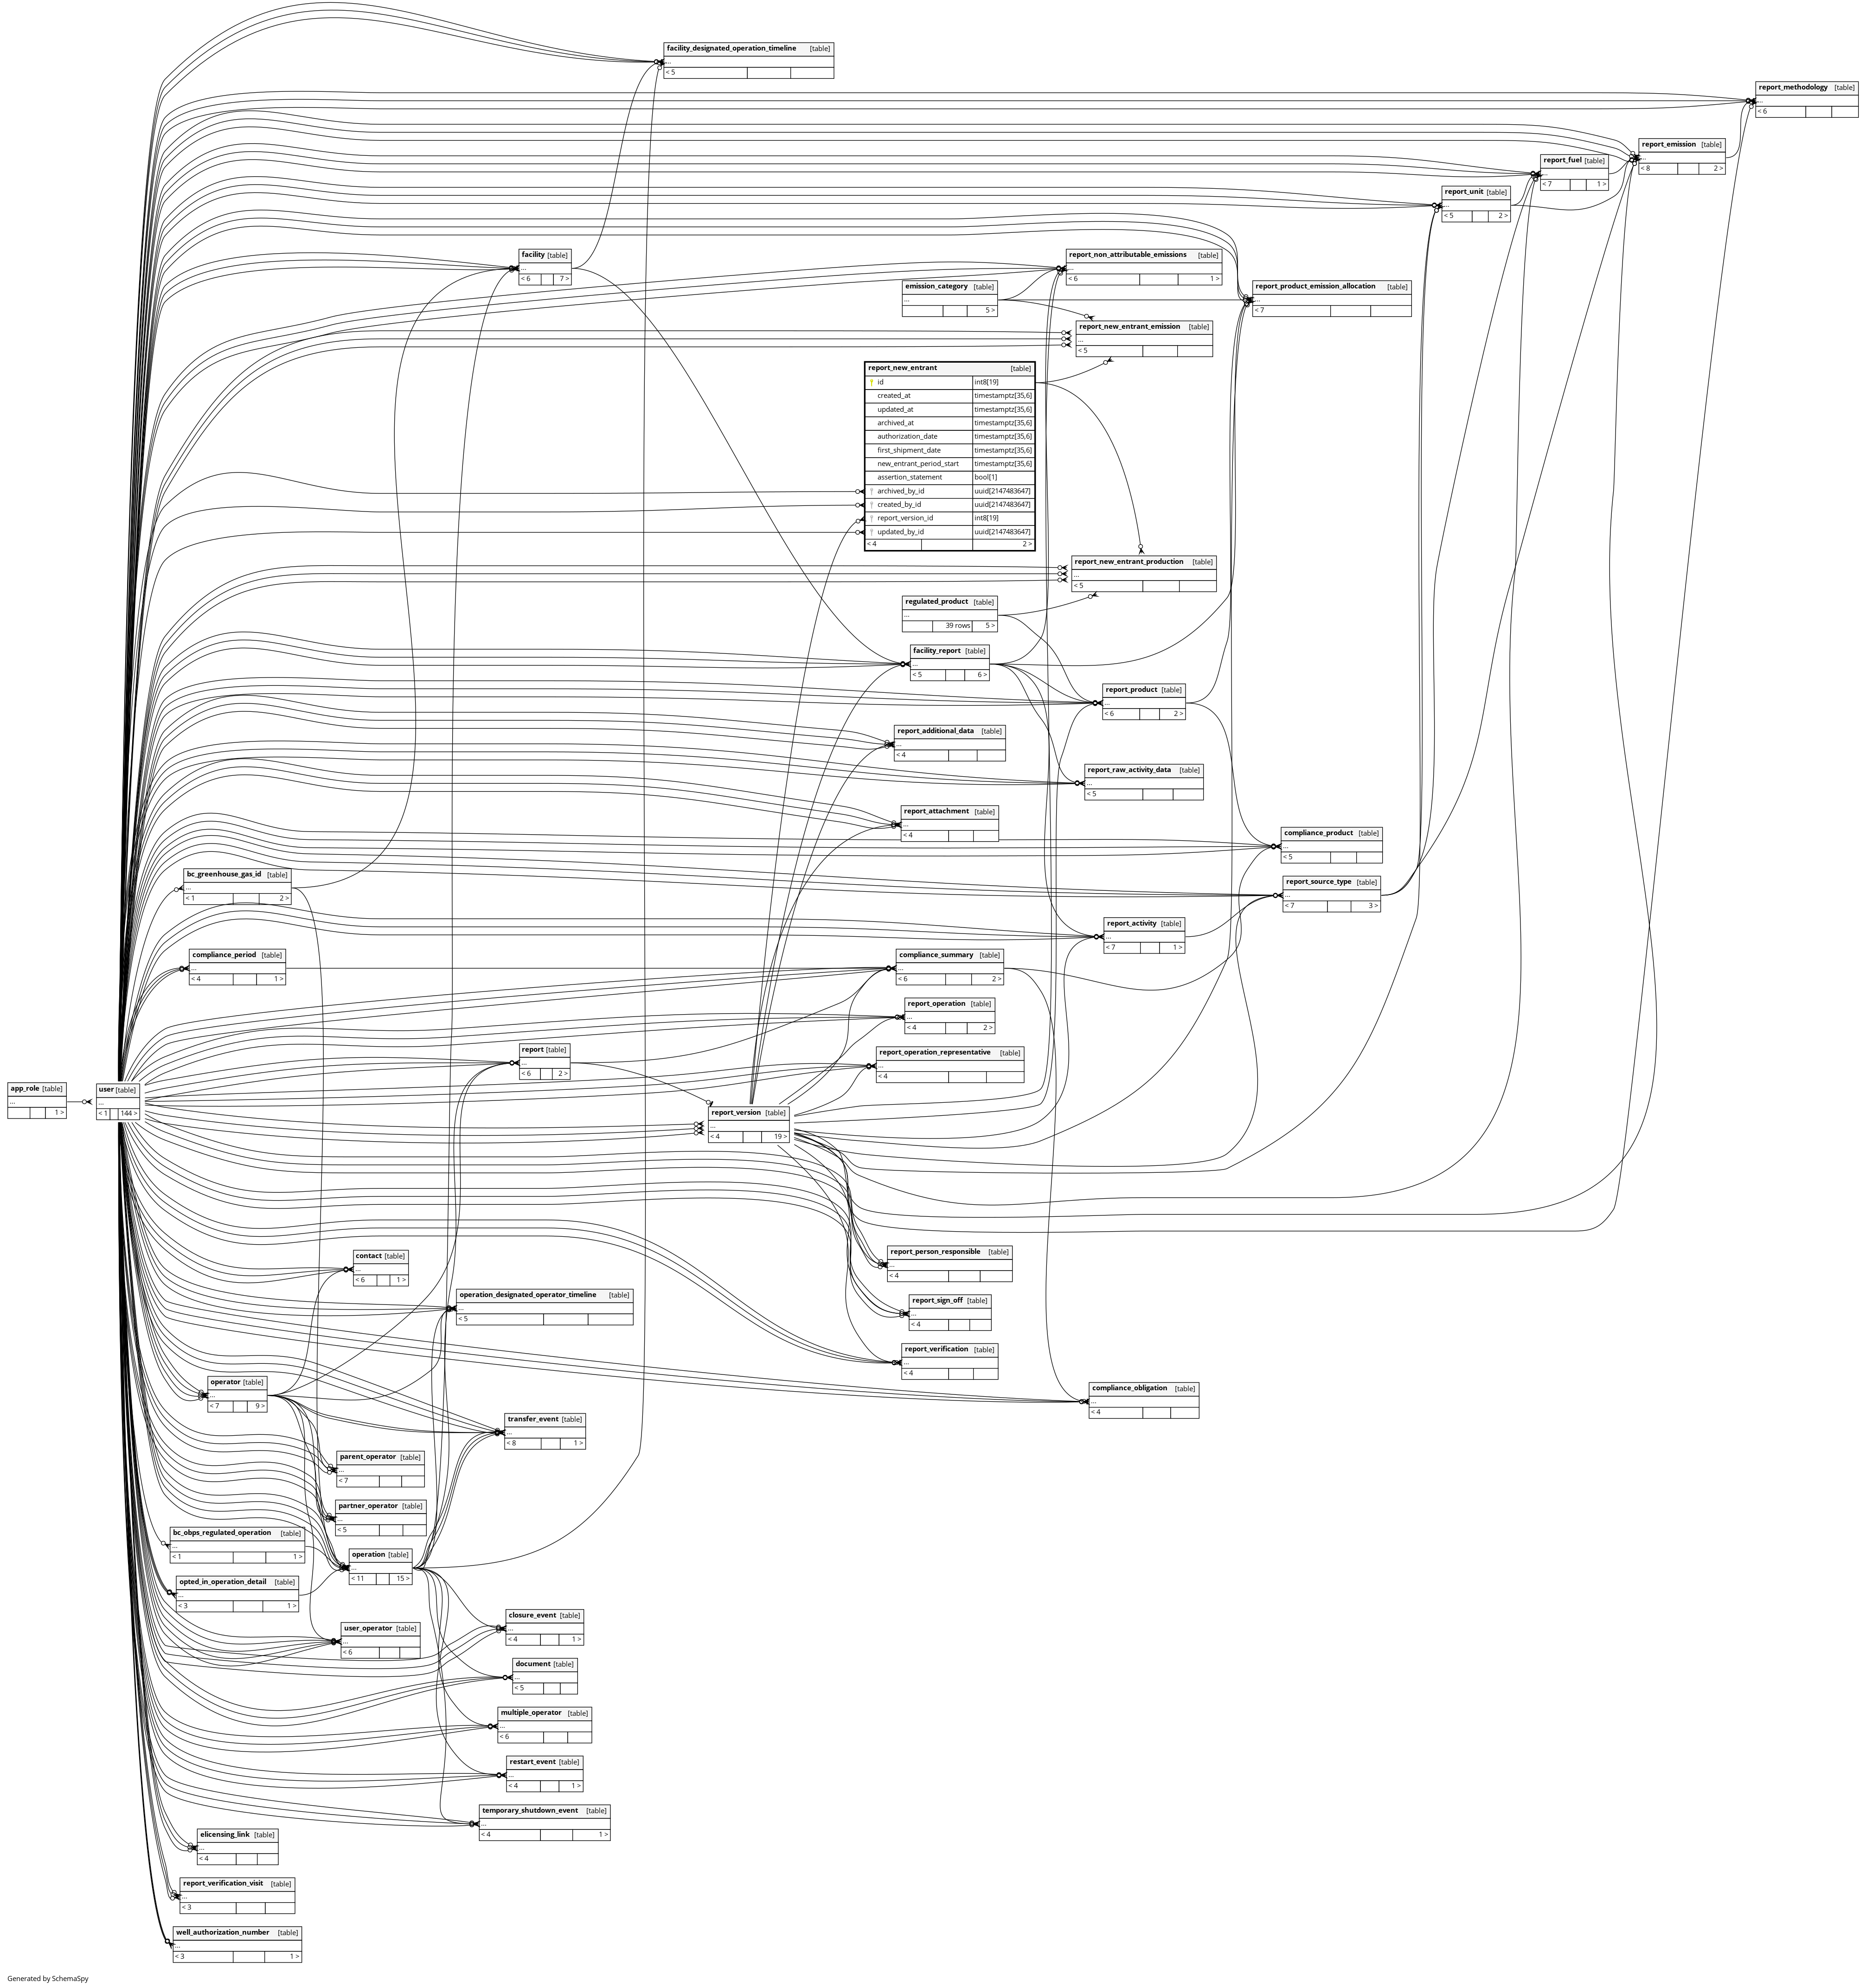 facility_designated_operation_timeline [table]
...
< 5
report_methodology [table]
...
< 6
report_emission [table]
...
< 8 2 >
report_fuel [table]
...
< 7 1 >
report_unit [table]
...
< 5 2 >
facility [table]
...
< 6 7 >
report_non_attributable_emissions [table]
...
< 6 1 >
emission_category [table]
...
5 >
report_product_emission_allocation [table]
...
< 7
report_new_entrant_emission [table]
...
< 5
report_new_entrant [table]
id int8[19]
created_at timestamptz[35,6]
updated_at timestamptz[35,6]
archived_at timestamptz[35,6]
authorization_date timestamptz[35,6]
first_shipment_date timestamptz[35,6]
new_entrant_period_start timestamptz[35,6]
assertion_statement bool[1]
archived_by_id uuid[2147483647]
created_by_id uuid[2147483647]
report_version_id int8[19]
updated_by_id uuid[2147483647]
< 4 2 >
report_new_entrant_production [table]
...
< 5
regulated_product [table]
...
39 rows 5 >
facility_report [table]
...
< 5 6 >
report_product [table]
...
< 6 2 >
report_additional_data [table]
...
< 4
report_raw_activity_data [table]
...
< 5
report_attachment [table]
...
< 4
compliance_product [table]
...
< 5
bc_greenhouse_gas_id [table]
...
< 1 2 >
report_source_type [table]
...
< 7 3 >
report_activity [table]
...
< 7 1 >
compliance_period [table]
...
< 4 1 >
compliance_summary [table]
...
< 6 2 >
report_operation [table]
...
< 4 2 >
report [table]
...
< 6 2 >
report_operation_representative [table]
...
< 4
app_role [table]
...
1 >
user [table]
...
< 1 144 >
report_version [table]
...
< 4 19 >
report_person_responsible [table]
...
< 4
contact [table]
...
< 6 1 >
operation_designated_operator_timeline [table]
...
< 5
report_sign_off [table]
...
< 4
report_verification [table]
...
< 4
operator [table]
...
< 7 9 >
compliance_obligation [table]
...
< 4
transfer_event [table]
...
< 8 1 >
parent_operator [table]
...
< 7
partner_operator [table]
...
< 5
bc_obps_regulated_operation [table]
...
< 1 1 >
operation [table]
...
< 11 15 >
opted_in_operation_detail [table]
...
< 3 1 >
closure_event [table]
...
< 4 1 >
user_operator [table]
...
< 6
document [table]
...
< 5
multiple_operator [table]
...
< 6
restart_event [table]
...
< 4 1 >
temporary_shutdown_event [table]
...
< 4 1 >
elicensing_link [table]
...
< 4
report_verification_visit [table]
...
< 3
well_authorization_number [table]
...
< 3 1 >
Generated by SchemaSpy